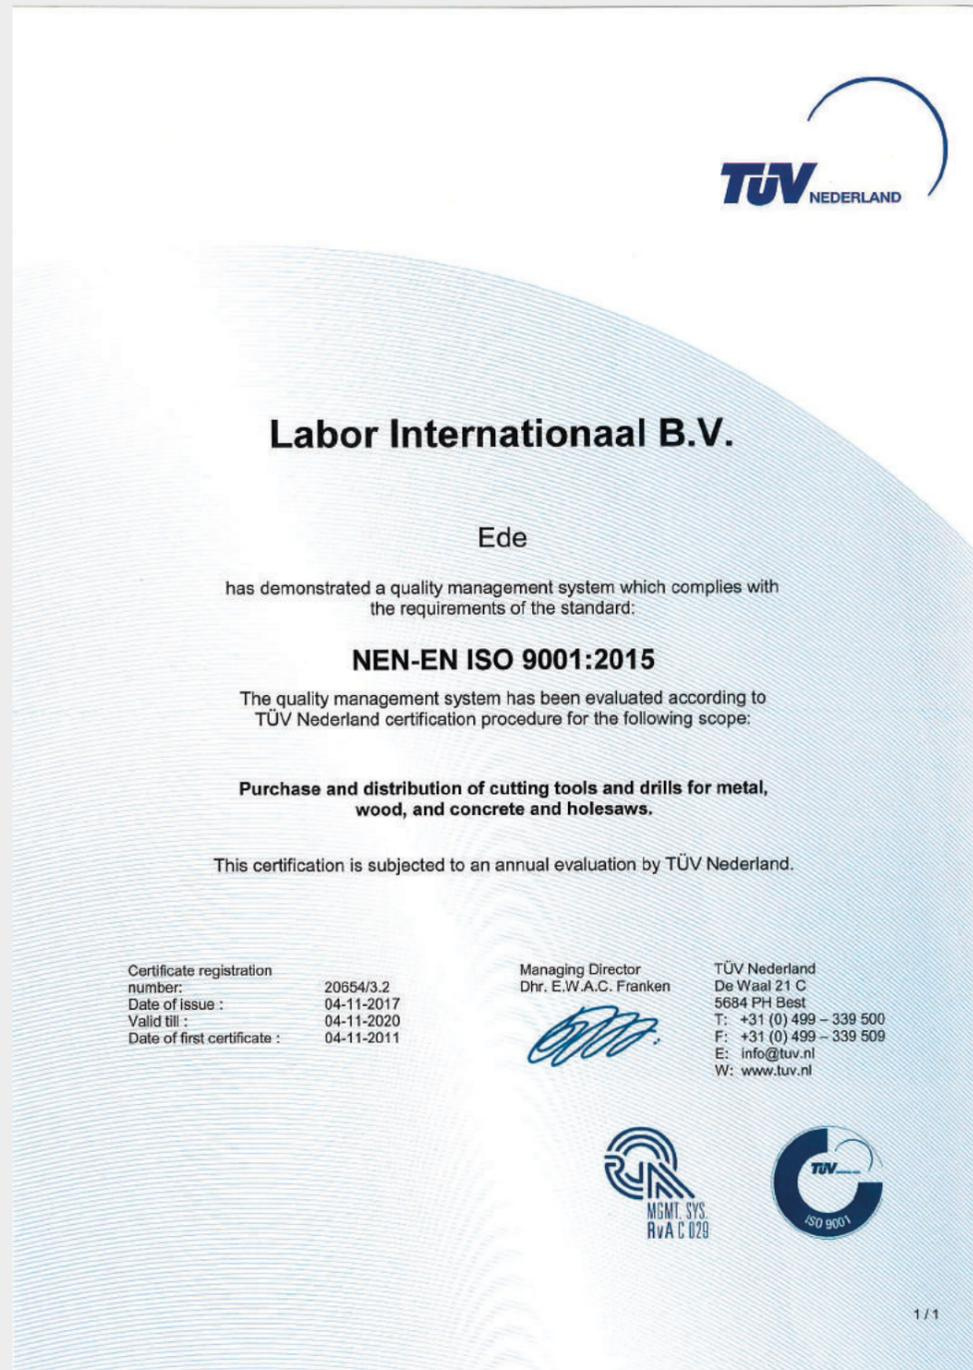 TÜV NEDERLAND
Labor Internationaal B.V.
Ede
has demonstrated a quality management system which complies with
the requirements of the standard:
NEN-EN ISO 9001:2015
The quality management system has been evaluated according to
TÜV Nederland certification procedure for the following scope:
Purchase and distribution of cutting tools and drills for metal,
wood, and concrete and holesaws.
This certification is subjected to an annual evaluation by TÜV Nederland.
Certificate registration
number: 20654/3.2
Date of issue : 04-11-2017
Valid till : 04-11-2020
Date of first certificate : 04-11-2011
Managing Director
Dhr. E.W.A.C. Franken
TÜV Nederland
De Waal 21 C
5684 PH Best
T: +31 (0) 499 – 339 500
F: +31 (0) 499 – 339 509
E: info@tuv.nl
W: www.tuv.nl
RvA
MGMT. SYS.
RvA C 029
TÜV
ISO 9001
1 / 1